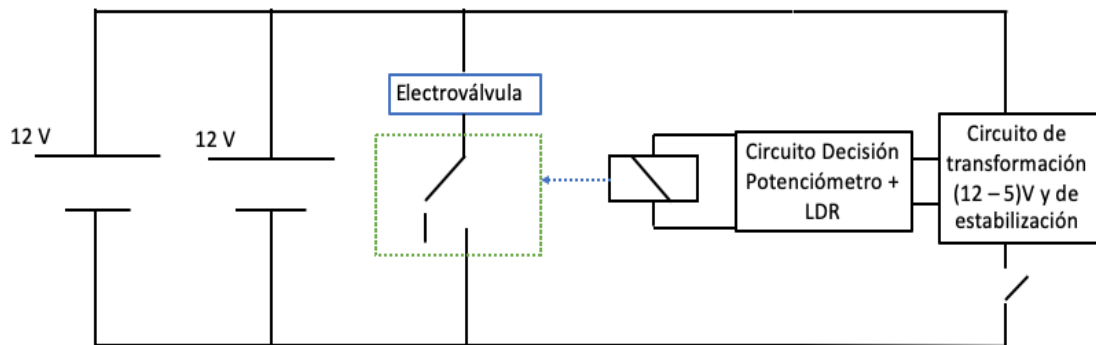 Electroválvula
12 V
12 V
Circuito Decisión
Potenciómetro +
LDR
Circuito de
transformación
(12 – 5)V y de
estabilización